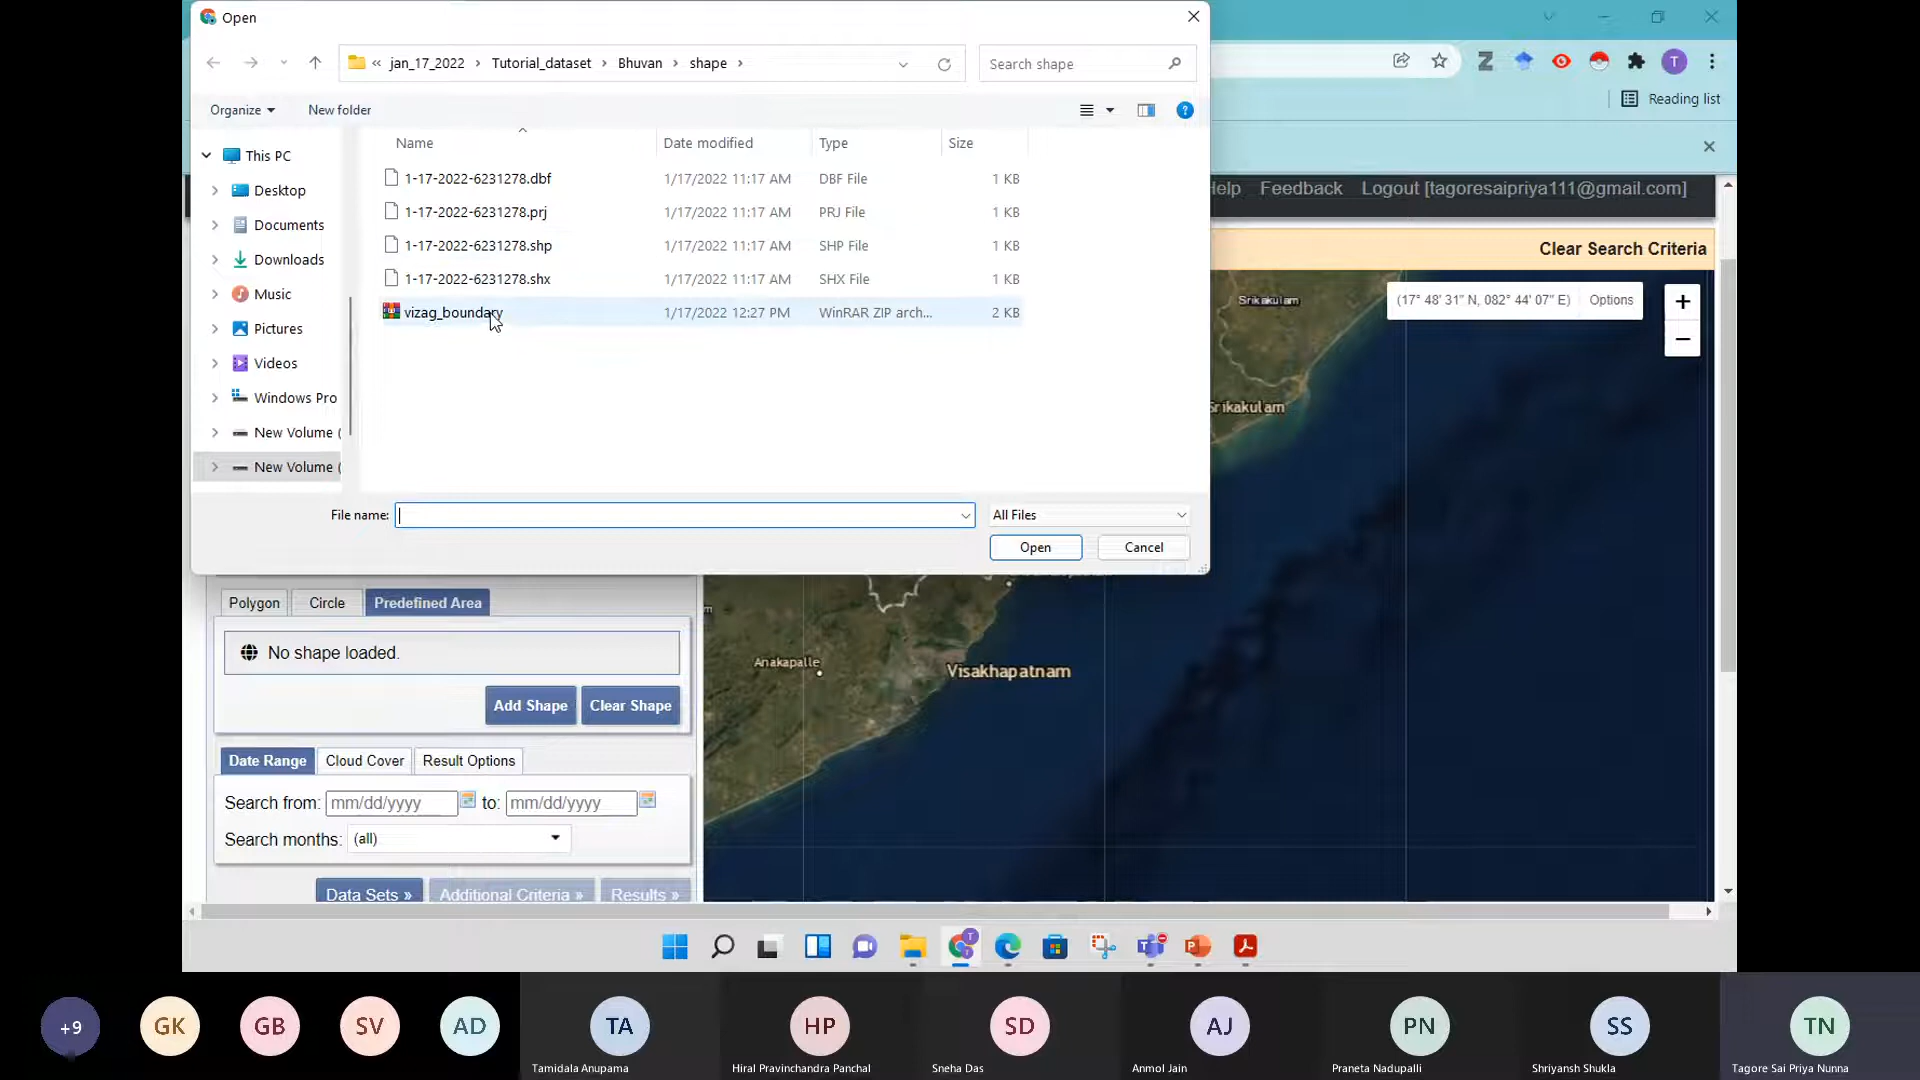 Open
« jan_17_2022 › Tutorial_dataset › Bhuvan › shape ›
Search shape
Organize
New folder
Reading list
Name Date modified Type Size
This PC
Desktop
Documents
Downloads
Music
Pictures
Videos
Windows Pro
New Volume (
New Volume (
1-17-2022-6231278.dbf 1/17/2022 11:17 AM DBF File 1 KB
1-17-2022-6231278.prj 1/17/2022 11:17 AM PRJ File 1 KB
1-17-2022-6231278.shp 1/17/2022 11:17 AM SHP File 1 KB
1-17-2022-6231278.shx 1/17/2022 11:17 AM SHX File 1 KB
vizag_boundary 1/17/2022 12:27 PM WinRAR ZIP arch... 2 KB
File name:
All Files
Open
Cancel
T
Help Feedback Logout [tagoresaipriya111@gmail.com]
Clear Search Criteria
(17° 48' 31" N, 082° 44' 07" E) Options
+
−
Srikakulam
Srikakulam
Anakapalle
Visakhapatnam
Polygon Circle Predefined Area
No shape loaded.
Add Shape Clear Shape
Date Range Cloud Cover Result Options
Search from: mm/dd/yyyy to: mm/dd/yyyy
Search months: (all)
Data Sets » Additional Criteria » Results »
+9
GK
GB
SV
AD
TA
HP
SD
AJ
PN
SS
TN
Tamidala Anupama
Hiral Pravinchandra Panchal
Sneha Das
Anmol Jain
Praneta Nadupalli
Shriyansh Shukla
Tagore Sai Priya Nunna